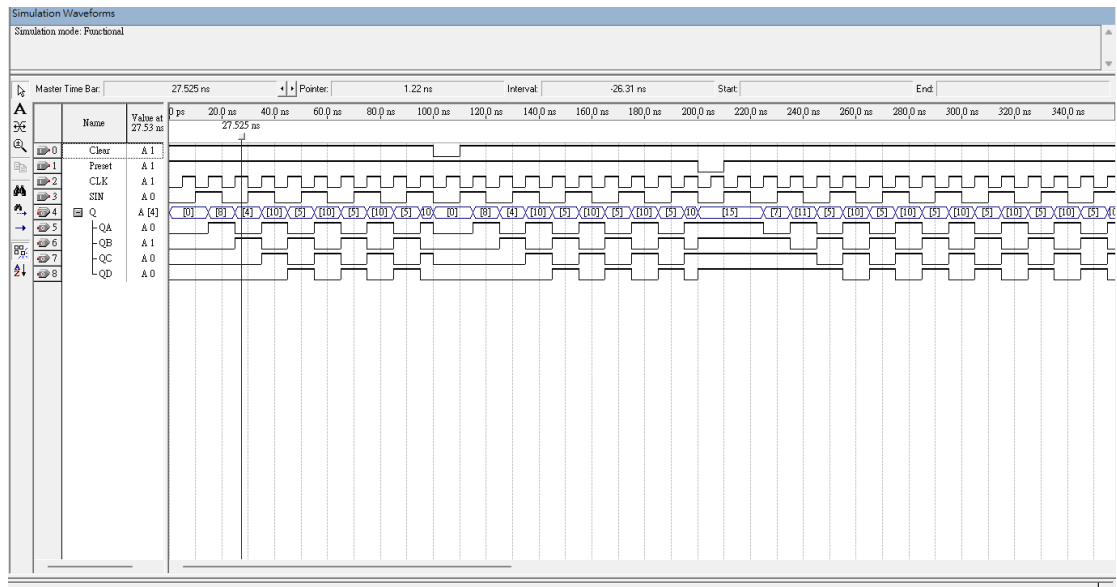 Simulation Waveforms
Simulation mode: Functional
Master Time Bar: 27.525 ns Pointer: 1.22 ns Interval: -26.31 ns Start: End:
Name Value at 27.53 ns
0 ps 20.0 ns 40.0 ns 60.0 ns 80.0 ns 100.0 ns 120.0 ns 140.0 ns 160.0 ns 180.0 ns 200.0 ns 220.0 ns 240.0 ns 260.0 ns 280.0 ns 300.0 ns 320.0 ns 340.0 ns
27.525 ns
0 Clear A 1
1 Preset A 1
2 CLK A 1
3 SIN A 0
4 Q A [4] [0] [8] [4] [10] [5] [10] [5] [10] [5] [10] [0] [8] [4] [10] [5] [10] [5] [10] [5] [10] [15] [7] [11] [5] [10] [5] [10] [5] [10] [5] [10] [5]
5 QA A 0
6 QB A 1
7 QC A 0
8 QD A 0